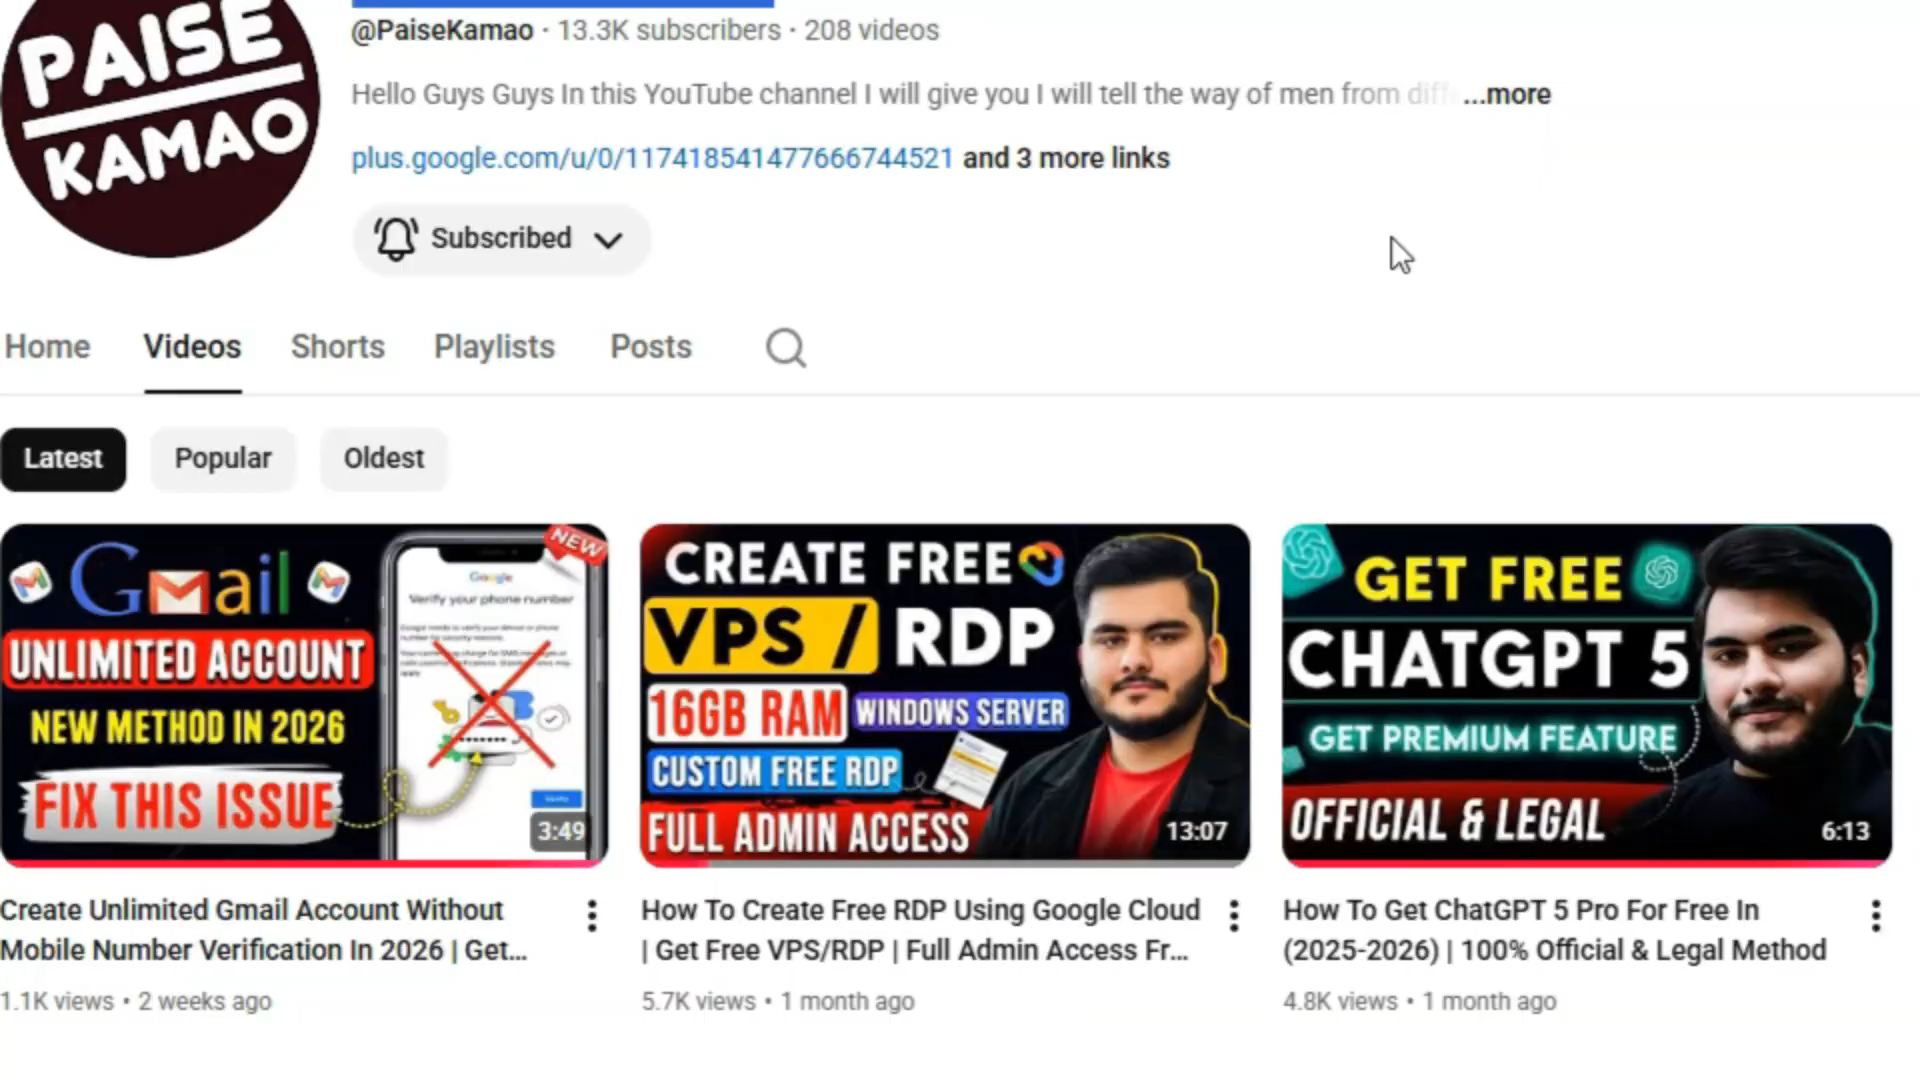 PAISE
KAMAO
@PaiseKamao · 13.3K subscribers · 208 videos
Hello Guys Guys In this YouTube channel I will give you I will tell the way of men from diff ...more
plus.google.com/u/0/117418541477666744521 and 3 more links
Subscribed
Home Videos Shorts Playlists Posts
Latest Popular Oldest
Gmail
UNLIMITED ACCOUNT
NEW METHOD IN 2026
FIX THIS ISSUE
NEW
Google
Verify your phone number
3:49
CREATE FREE
VPS / RDP
16GB RAM WINDOWS SERVER
CUSTOM FREE RDP
FULL ADMIN ACCESS
13:07
GET FREE
CHATGPT 5
GET PREMIUM FEATURE
OFFICIAL & LEGAL
6:13
Create Unlimited Gmail Account Without
Mobile Number Verification In 2026 | Get...
1.1K views • 2 weeks ago
How To Create Free RDP Using Google Cloud
| Get Free VPS/RDP | Full Admin Access Fr...
5.7K views • 1 month ago
How To Get ChatGPT 5 Pro For Free In
(2025-2026) | 100% Official & Legal Method
4.8K views • 1 month ago